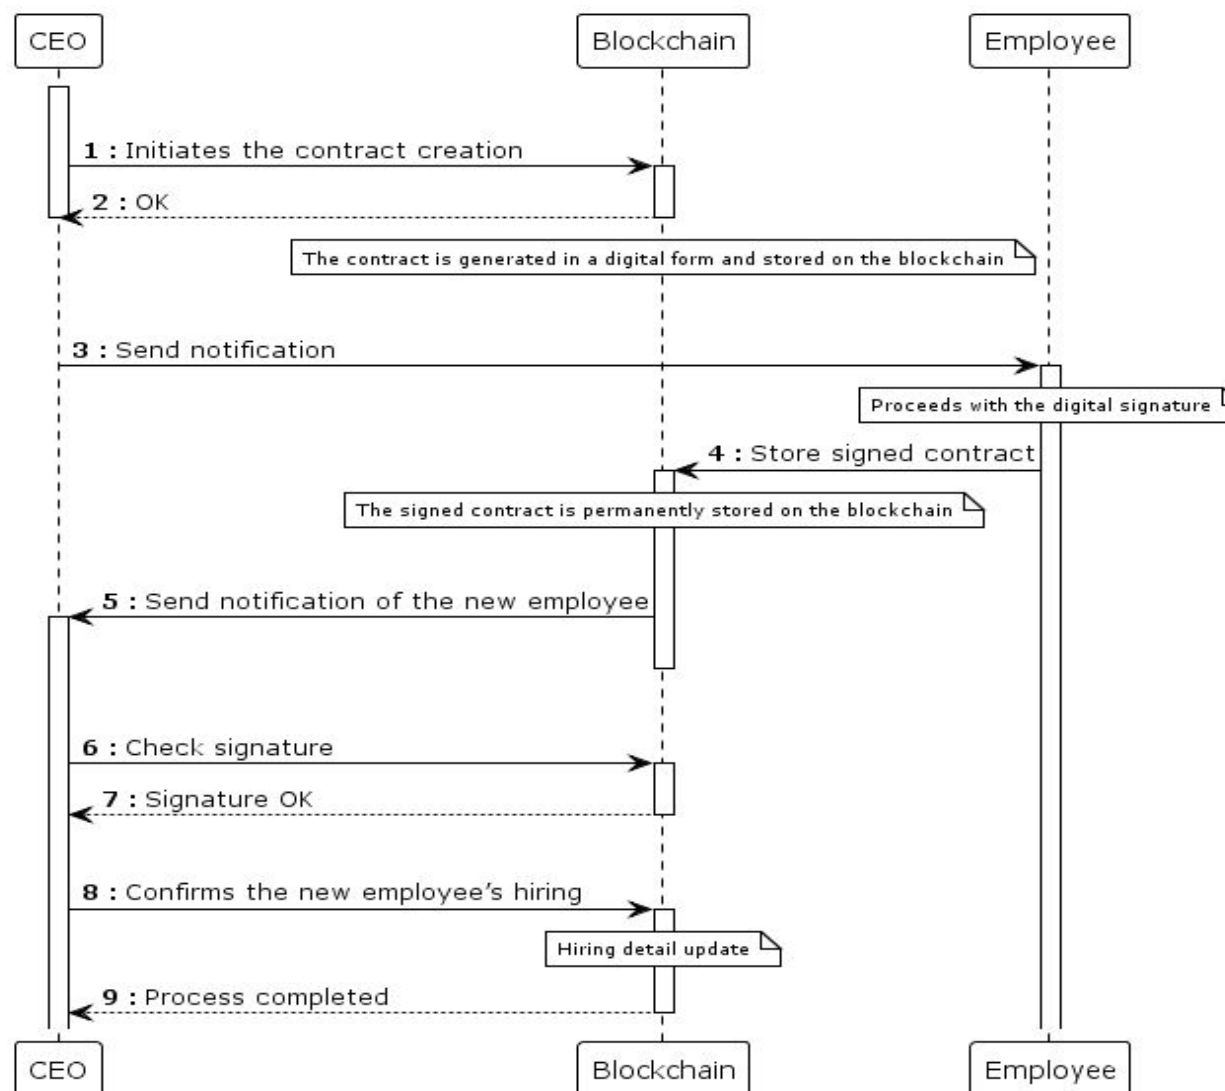 CEO
Blockchain
Employee
1 : Initiates the contract creation
2 : OK
The contract is generated in a digital form and stored on the blockchain
3 : Send notification
Proceeds with the digital signature
4 : Store signed contract
The signed contract is permanently stored on the blockchain
5 : Send notification of the new employee
6 : Check signature
7 : Signature OK
8 : Confirms the new employee’s hiring
Hiring detail update
9 : Process completed
CEO
Blockchain
Employee